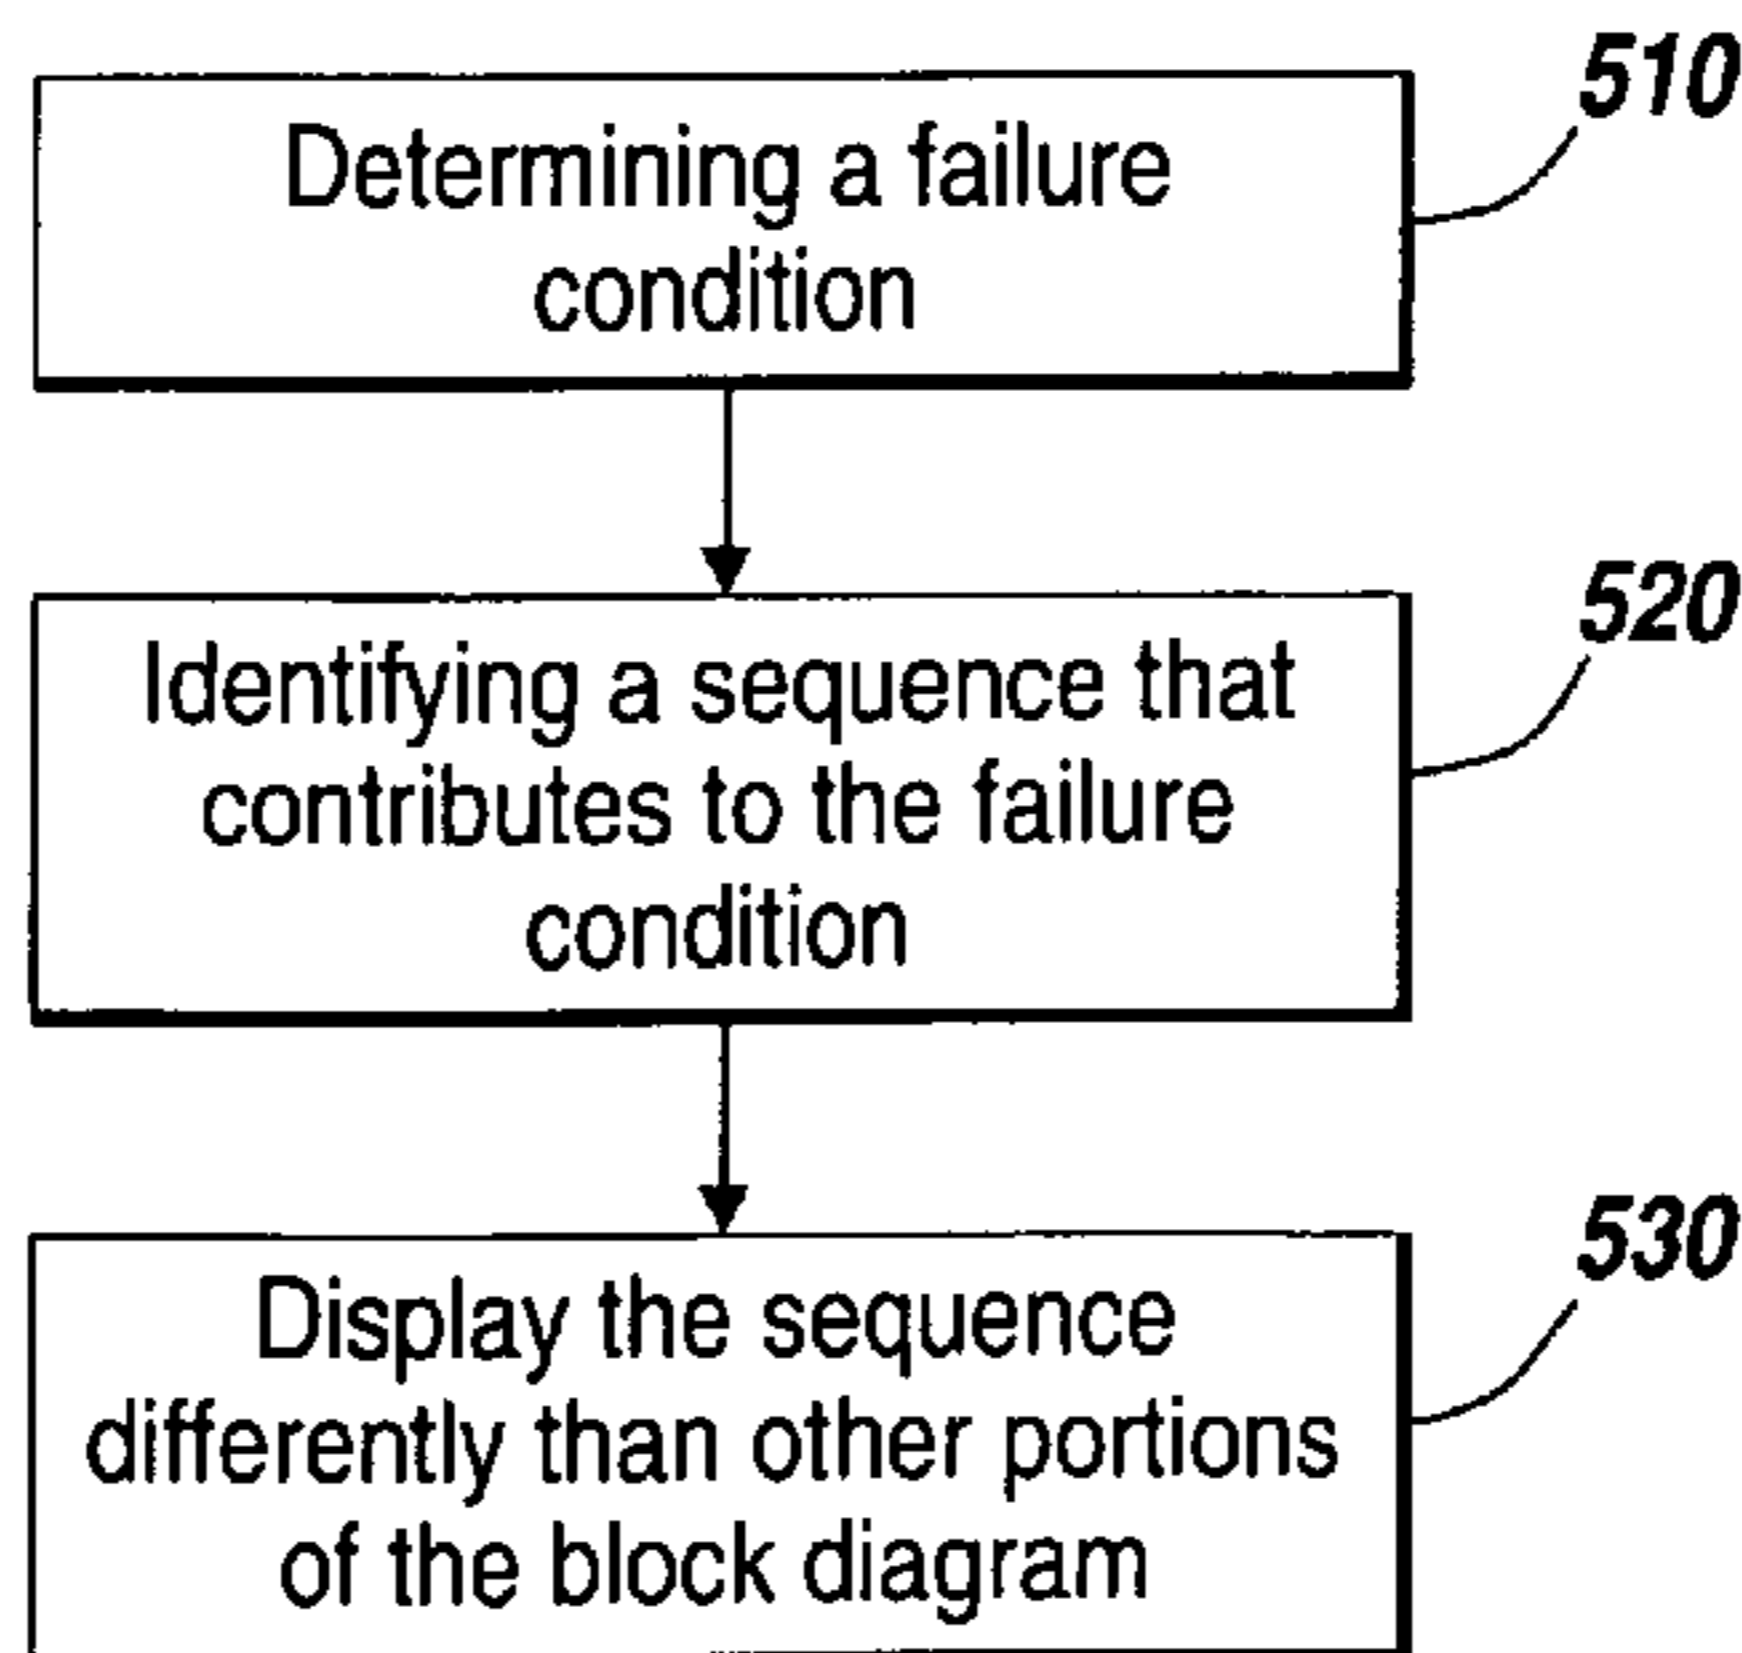 510
Determining a failure
condition
520
Identifying a sequence that
contributes to the failure
condition
530
Display the sequence
differently than other portions
of the block diagram